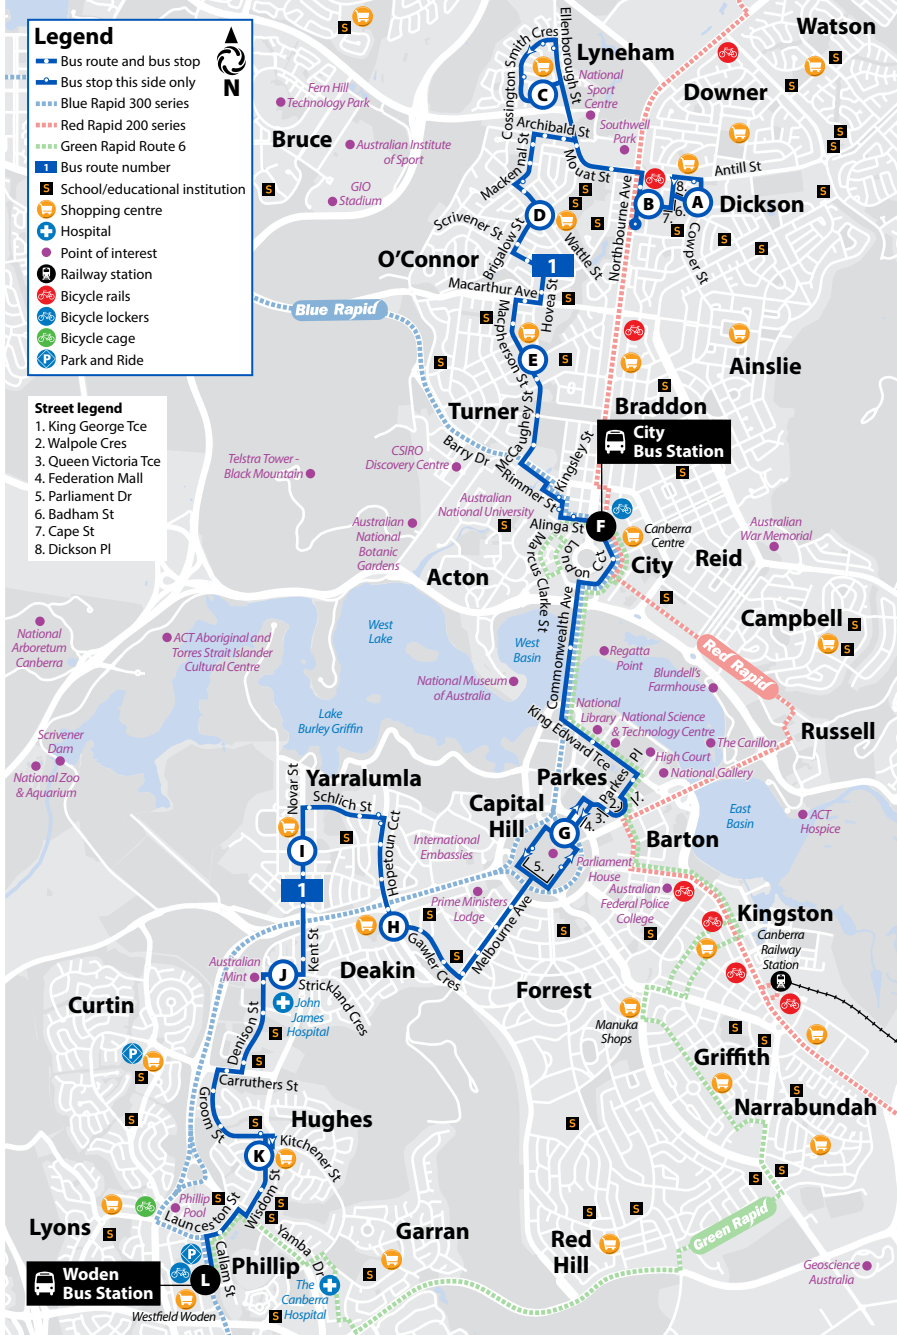 Legend
Bus route and bus stop
Bus stop this side only
Blue Rapid 300 series
Red Rapid 200 series
Green Rapid Route 6
1 Bus route number
S School/educational institution
Shopping centre
Hospital
Point of interest
Railway station
Bicycle rails
Bicycle lockers
Bicycle cage
P Park and Ride
N
Street legend
1. King George Tce
2. Walpole Cres
3. Queen Victoria Tce
4. Federation Mall
5. Parliament Dr
6. Badham St
7. Cape St
8. Dickson Pl
Watson
Lyneham
Downer
Bruce
Dickson
O'Connor
Ainslie
Turner
Braddon
City
Bus Station
Reid
City
Acton
Campbell
Russell
Yarralumla
Parkes
Capital
Hill
Barton
Kingston
Deakin
Forrest
Curtin
Griffith
Narrabundah
Hughes
Lyons
Garran
Red
Hill
Phillip
Woden
Bus Station
Westfield Woden
Fern Hill
Technology Park
Australian Institute
of Sport
GIO
Stadium
National
Sport
Centre
Southwell
Park
Cossington Smith Cres
Ellenborough St
Archibald St
Mouat St
Antill St
Northbourne Ave
Cowper St
Mackennal St
Scrivener St
Brigalow St
Wattle St
Macarthur Ave
Hovea St
Macpherson St
McCaughey St
Barry Dr
Rimmer St
Kingsley St
Alinga St
London Cct
Marcus Clarke St
Commonwealth Ave
King Edward Tce
Parkes Pl
Blue Rapid
Red Rapid
Green Rapid
Telstra Tower -
Black Mountain
CSIRO
Discovery Centre
Australian
National University
Australian
National
Botanic
Gardens
Canberra
Centre
Australian
War Memorial
National
Arboretum
Canberra
ACT Aboriginal and
Torres Strait Islander
Cultural Centre
West
Lake
West
Basin
National Museum
of Australia
Regatta
Point
Blundell's
Farmhouse
Lake
Burley Griffin
National
Library
National Science
& Technology Centre
The Carillon
High Court
National Gallery
Scrivener
Dam
National Zoo
& Aquarium
East
Basin
ACT
Hospice
Novar St
Schlich St
Hopetoun Cct
International
Embassies
Prime Ministers
Lodge
Parliament
House
Australian
Federal Police
College
Canberra
Railway
Station
Melbourne Ave
Gawler Cres
Kent St
Strickland Cres
Australian
Mint
John
James
Hospital
Manuka
Shops
Denison St
Carruthers St
Groom St
Kitchener St
Wisdom St
Launceston St
Phillip
Pool
Yamba Dr
Callam St
The
Canberra
Hospital
Geoscience
Australia
A
B
C
D
E
F
G
H
I
J
K
L
1
1
1.
2.
3.
4.
5.
6.
7.
8.